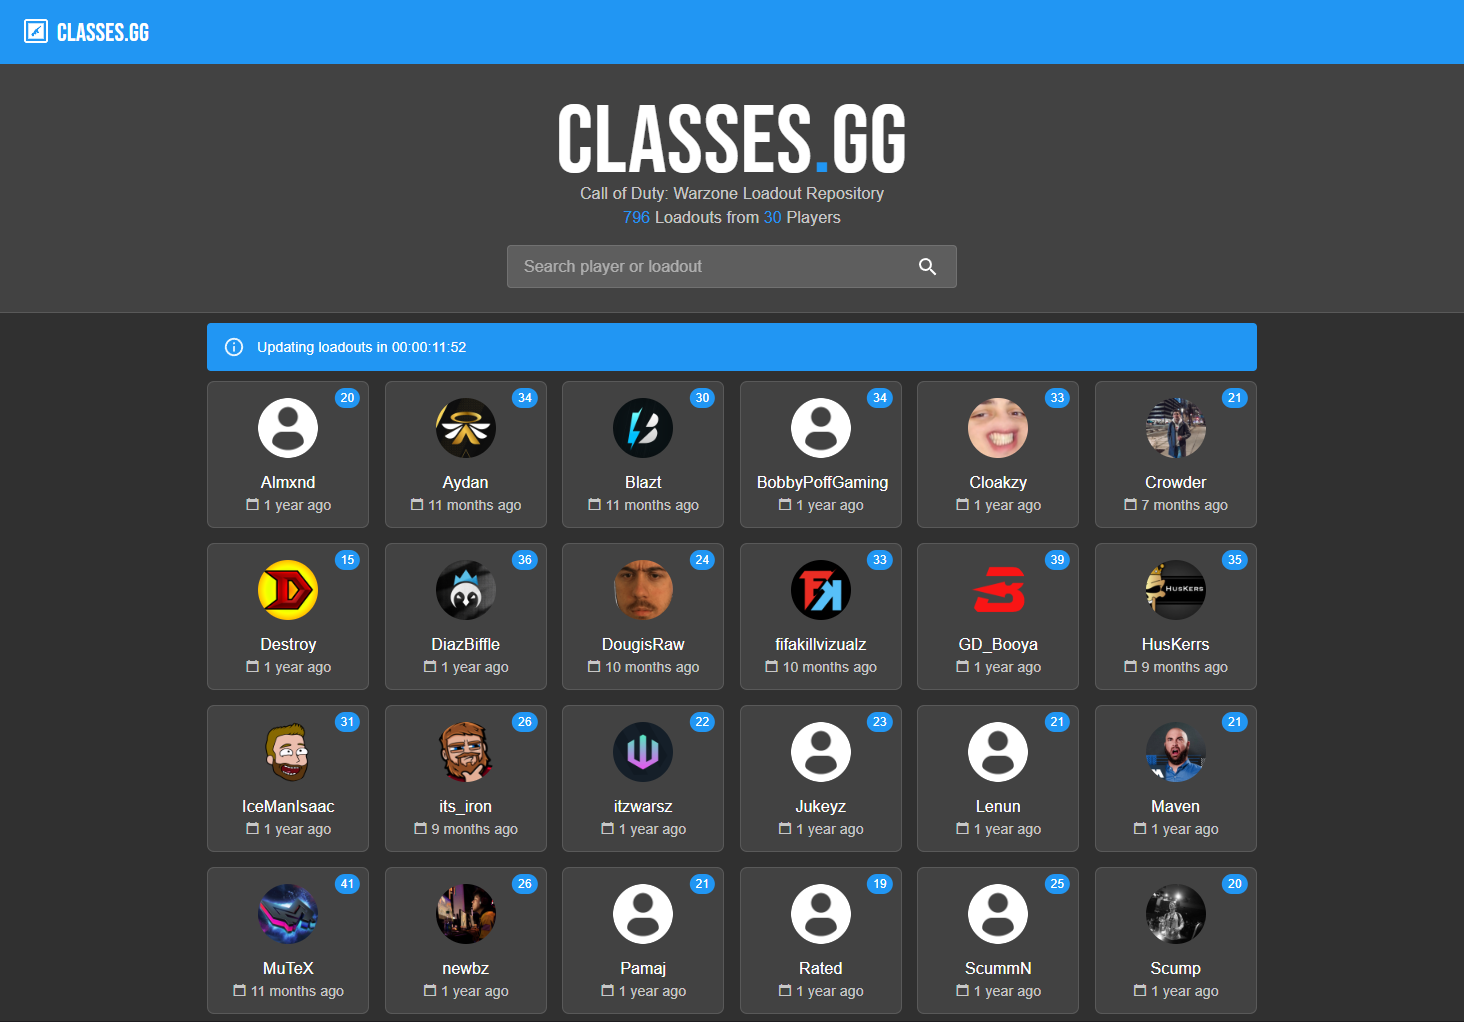 CLASSES.GG
CLASSES.GG
Call of Duty: Warzone Loadout Repository
796 Loadouts from 30 Players
Search player or loadout
Updating loadouts in 00:00:11:52
20
Almxnd
1 year ago
34
Aydan
11 months ago
30
Blazt
11 months ago
34
BobbyPoffGaming
1 year ago
33
Cloakzy
1 year ago
21
Crowder
7 months ago
15
Destroy
1 year ago
36
DiazBiffle
1 year ago
24
DougisRaw
10 months ago
33
fifakillvizualz
10 months ago
39
GD_Booya
1 year ago
35
HUSKERS
HusKerrs
9 months ago
31
IceManIsaac
1 year ago
26
its_iron
9 months ago
22
itzwarsz
1 year ago
23
Jukeyz
1 year ago
21
Lenun
1 year ago
21
Maven
1 year ago
41
MuTeX
11 months ago
26
newbz
1 year ago
21
Pamaj
1 year ago
19
Rated
1 year ago
25
ScummN
1 year ago
20
Scump
1 year ago